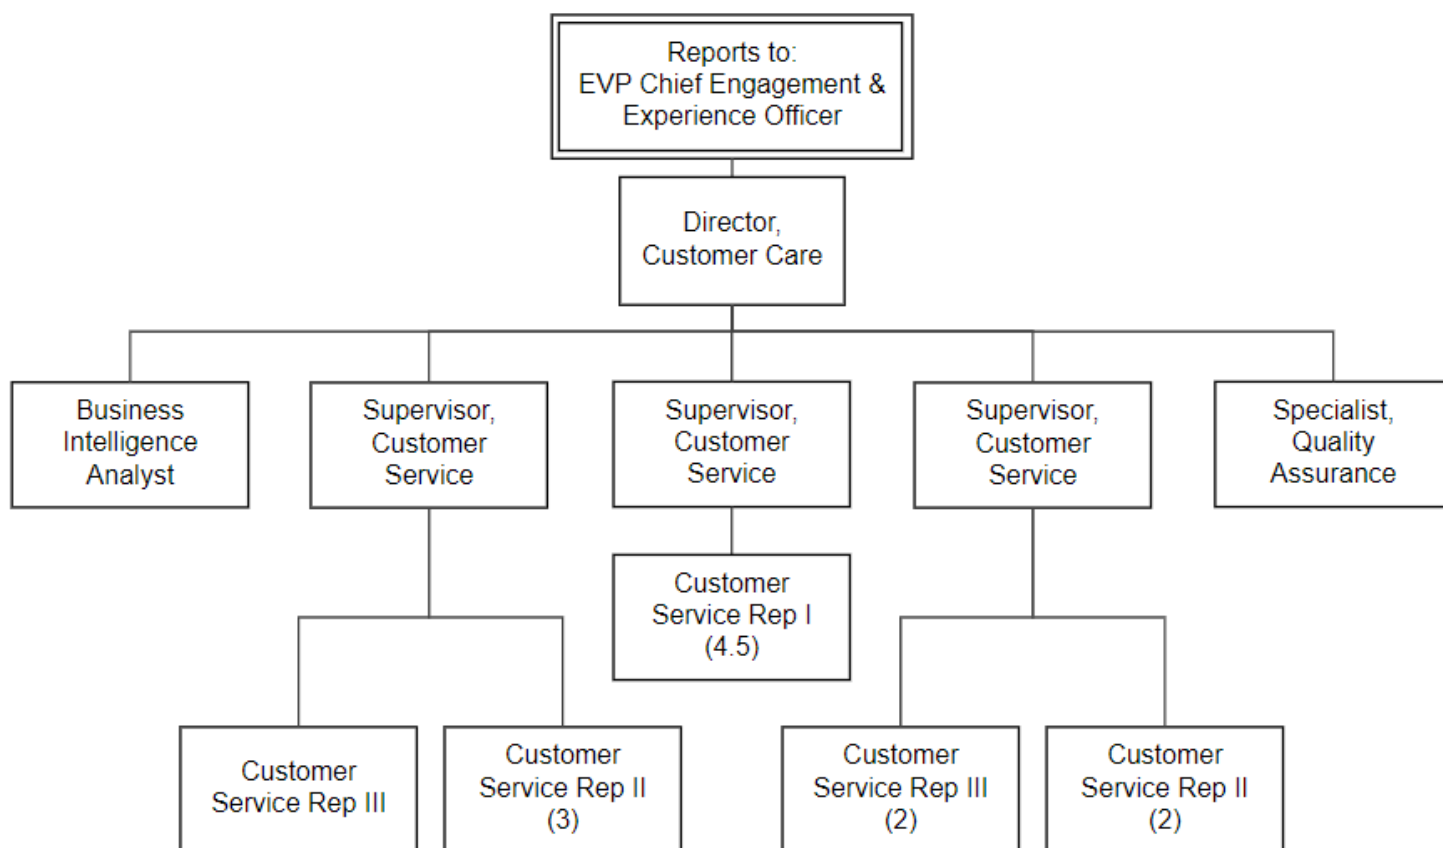 Reports to:
EVP Chief Engagement &
Experience Officer
Director,
Customer Care
Business
Intelligence
Analyst
Supervisor,
Customer
Service
Supervisor,
Customer
Service
Supervisor,
Customer
Service
Specialist,
Quality
Assurance
Customer
Service Rep I
(4.5)
Customer
Service Rep III
Customer
Service Rep II
(3)
Customer
Service Rep III
(2)
Customer
Service Rep II
(2)